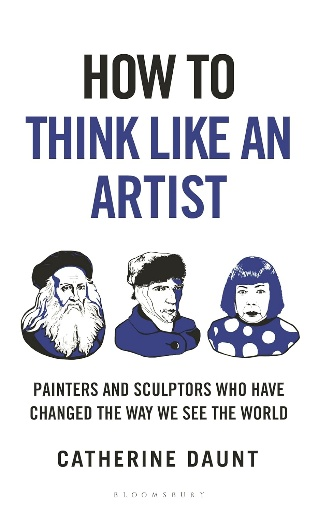 HOW TO
THINK LIKE AN
ARTIST
PAINTERS AND SCULPTORS WHO HAVE
CHANGED THE WAY WE SEE THE WORLD
CATHERINE DAUNT
BLOOMSBURY